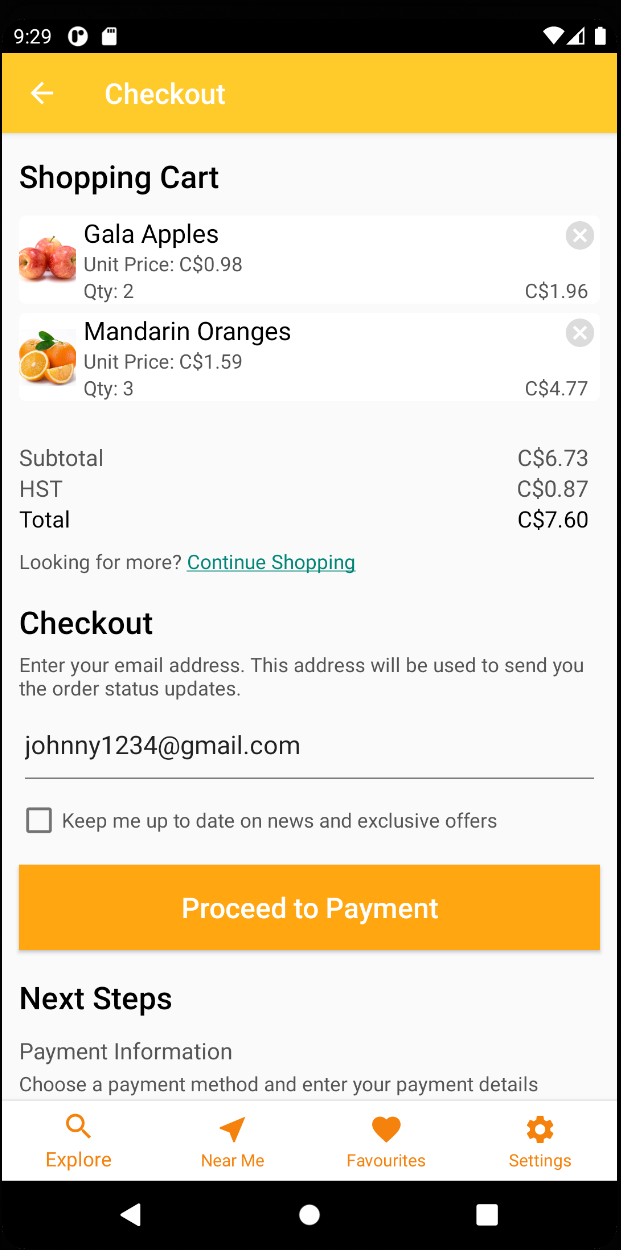 9:29
Checkout
Shopping Cart
Gala Apples
Unit Price: C$0.98
Qty: 2
C$1.96
Mandarin Oranges
Unit Price: C$1.59
Qty: 3
C$4.77
Subtotal
C$6.73
HST
C$0.87
Total
C$7.60
Looking for more? Continue Shopping
Checkout
Enter your email address. This address will be used to send you
the order status updates.
johnny1234@gmail.com
Keep me up to date on news and exclusive offers
Proceed to Payment
Next Steps
Payment Information
Choose a payment method and enter your payment details
Explore
Near Me
Favourites
Settings